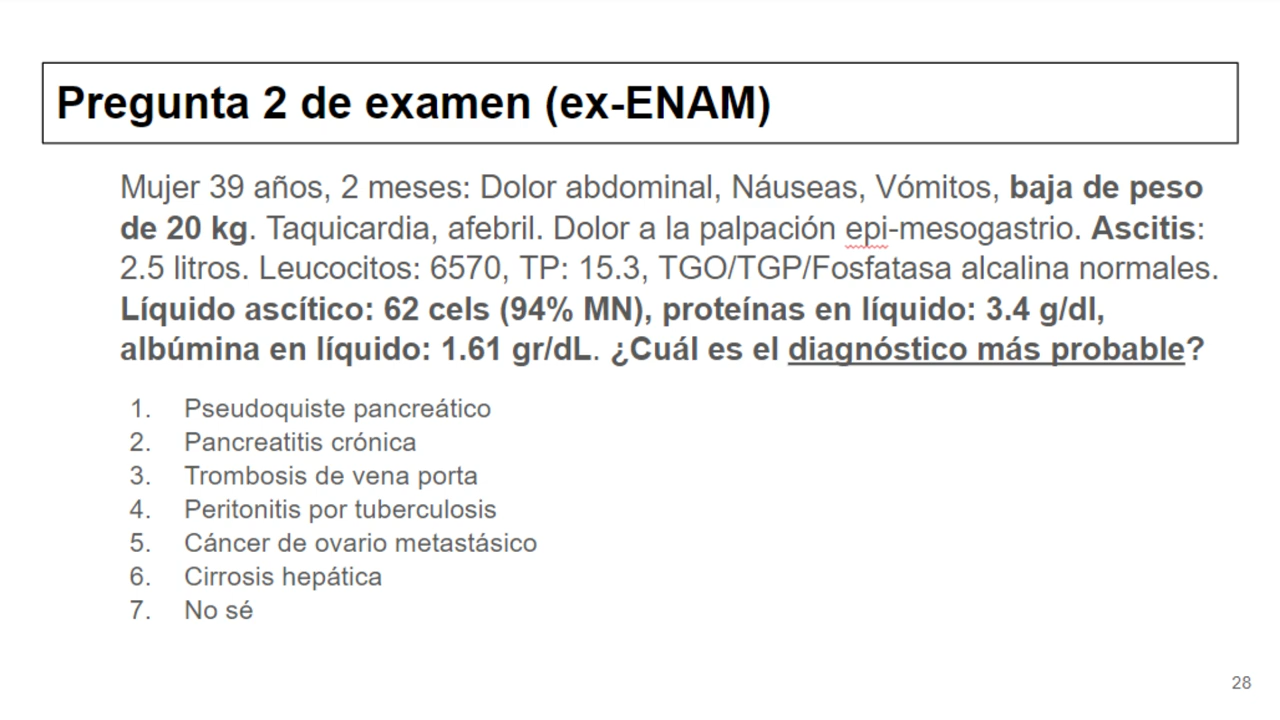 Pregunta 2 de examen (ex-ENAM)
Mujer 39 años, 2 meses: Dolor abdominal, Náuseas, Vómitos, baja de peso
de 20 kg. Taquicardia, afebril. Dolor a la palpación epi-mesogastrio. Ascitis:
2.5 litros. Leucocitos: 6570, TP: 15.3, TGO/TGP/Fosfatasa alcalina normales.
Líquido ascítico: 62 cels (94% MN), proteínas en líquido: 3.4 g/dl,
albúmina en líquido: 1.61 gr/dL. ¿Cuál es el diagnóstico más probable?
1. Pseudoquiste pancreático
2. Pancreatitis crónica
3. Trombosis de vena porta
4. Peritonitis por tuberculosis
5. Cáncer de ovario metastásico
6. Cirrosis hepática
7. No sé
28